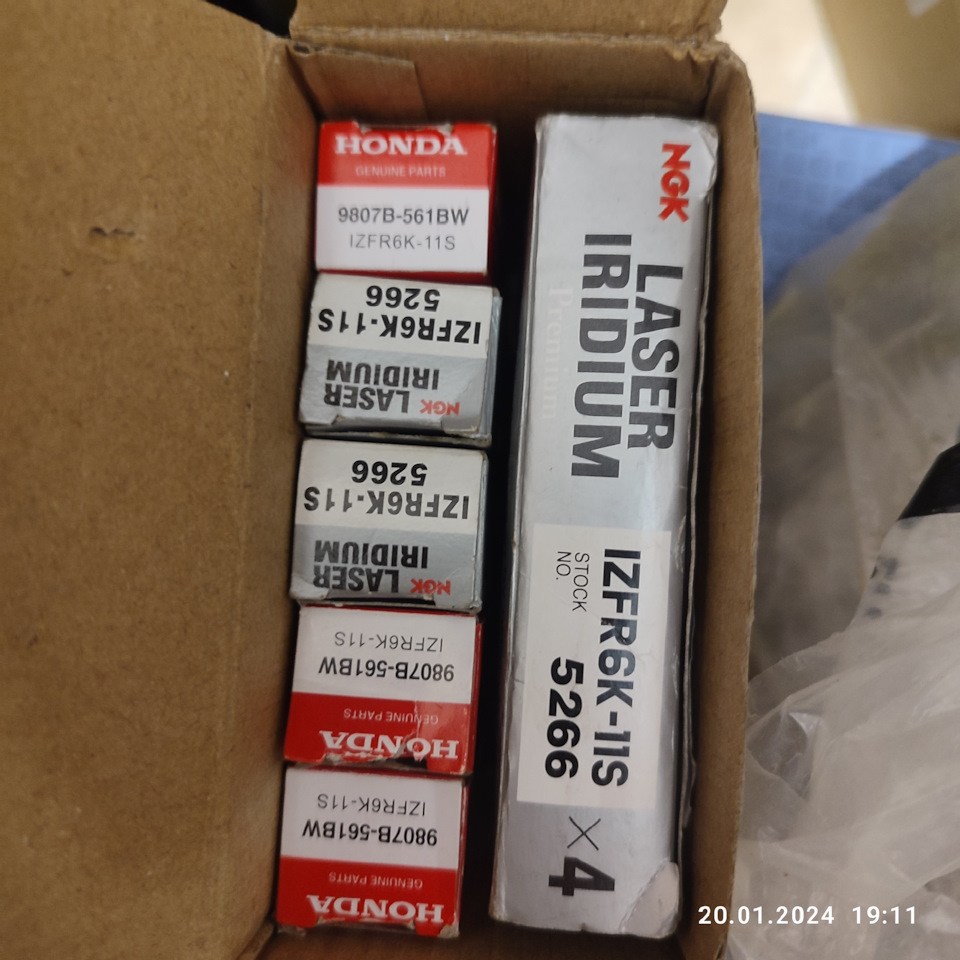 HONDA
GENUINE PARTS
9807B-561BW
IZFR6K-11S
5266
IZFR6K-11S
NGK LASER
IRIDIUM
5266
IZFR6K-11S
NGK LASER
IRIDIUM
HONDA
GENUINE PARTS
9807B-561BW
IZFR6K-11S
HONDA
GENUINE PARTS
9807B-561BW
IZFR6K-11S
NGK
LASER
IRIDIUM
Premium
IZFR6K-11S
STOCK
NO.
5266
×4
20.01.2024 19:11